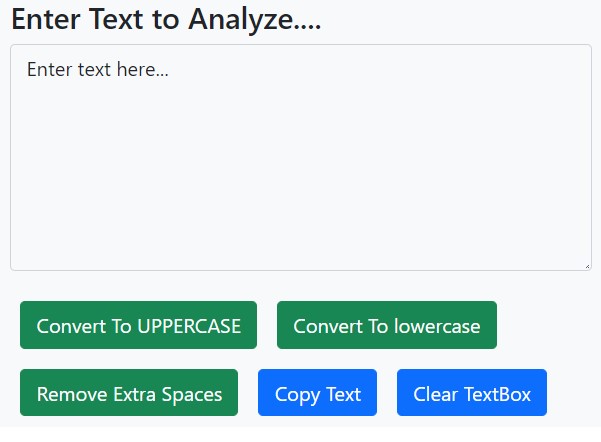 Enter Text to Analyze....
Enter text here...
Convert To UPPERCASE Convert To lowercase
Remove Extra Spaces Copy Text Clear TextBox